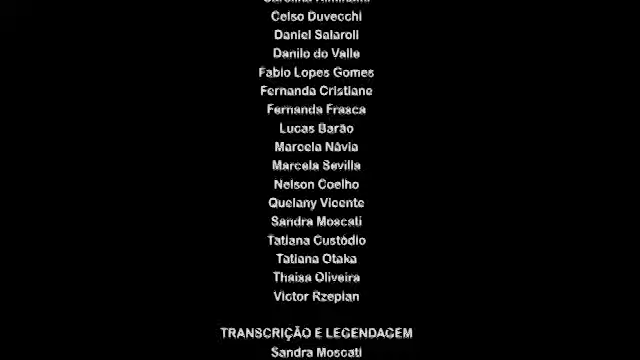 Celso Duvecchi
Daniel Salaroli
Danilo do Valle
Fabio Lopes Gomes
Fernanda Cristiane
Fernanda Frasca
Lucas Barão
Marcela Návia
Marcela Sevilla
Nelson Coelho
Quelany Vicente
Sandra Moscati
Tatiana Custódio
Tatiana Otaka
Thaisa Oliveira
Victor Rzepian
TRANSCRIÇÃO E LEGENDAGEM
Sandra Moscati